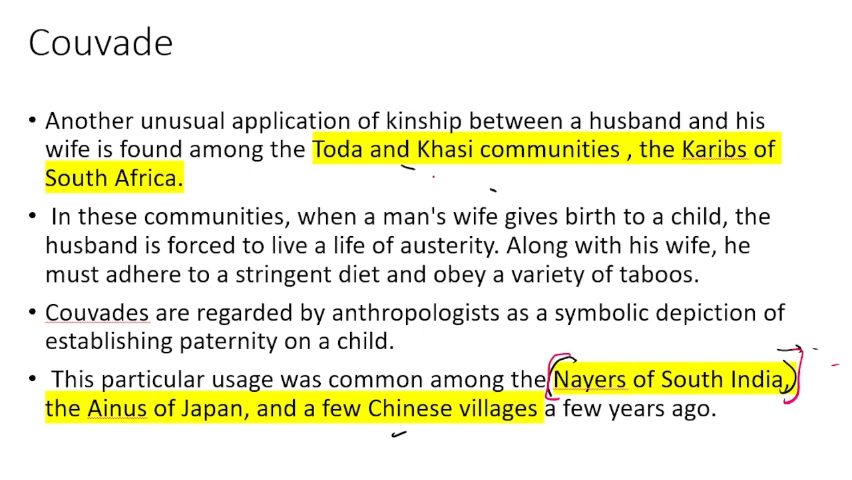 Couvade
• Another unusual application of kinship between a husband and his
wife is found among the Toda and Khasi communities , the Karibs of
South Africa.
• In these communities, when a man's wife gives birth to a child, the
husband is forced to live a life of austerity. Along with his wife, he
must adhere to a stringent diet and obey a variety of taboos.
• Couvades are regarded by anthropologists as a symbolic depiction of
establishing paternity on a child.
• This particular usage was common among the Nayers of South India,
the Ainus of Japan, and a few Chinese villages a few years ago.